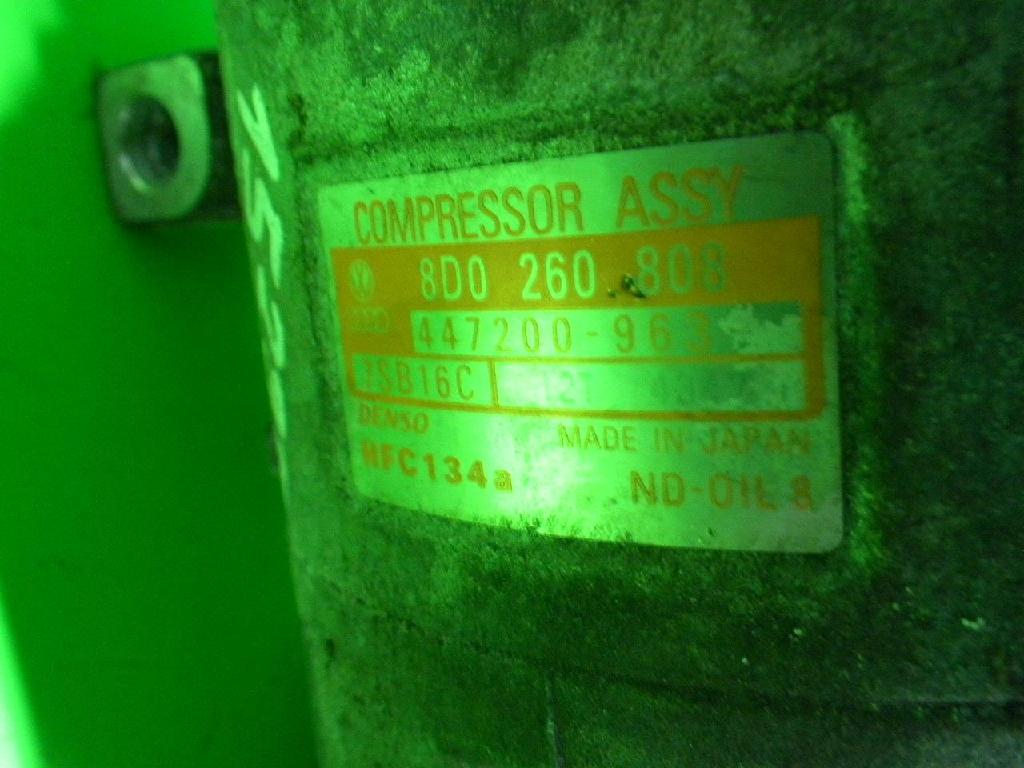 COMPRESSOR ASSY
8D0 260 808
447200-963
7SB16C
DENSO
MADE IN JAPAN
HFC134a
ND-OIL 8